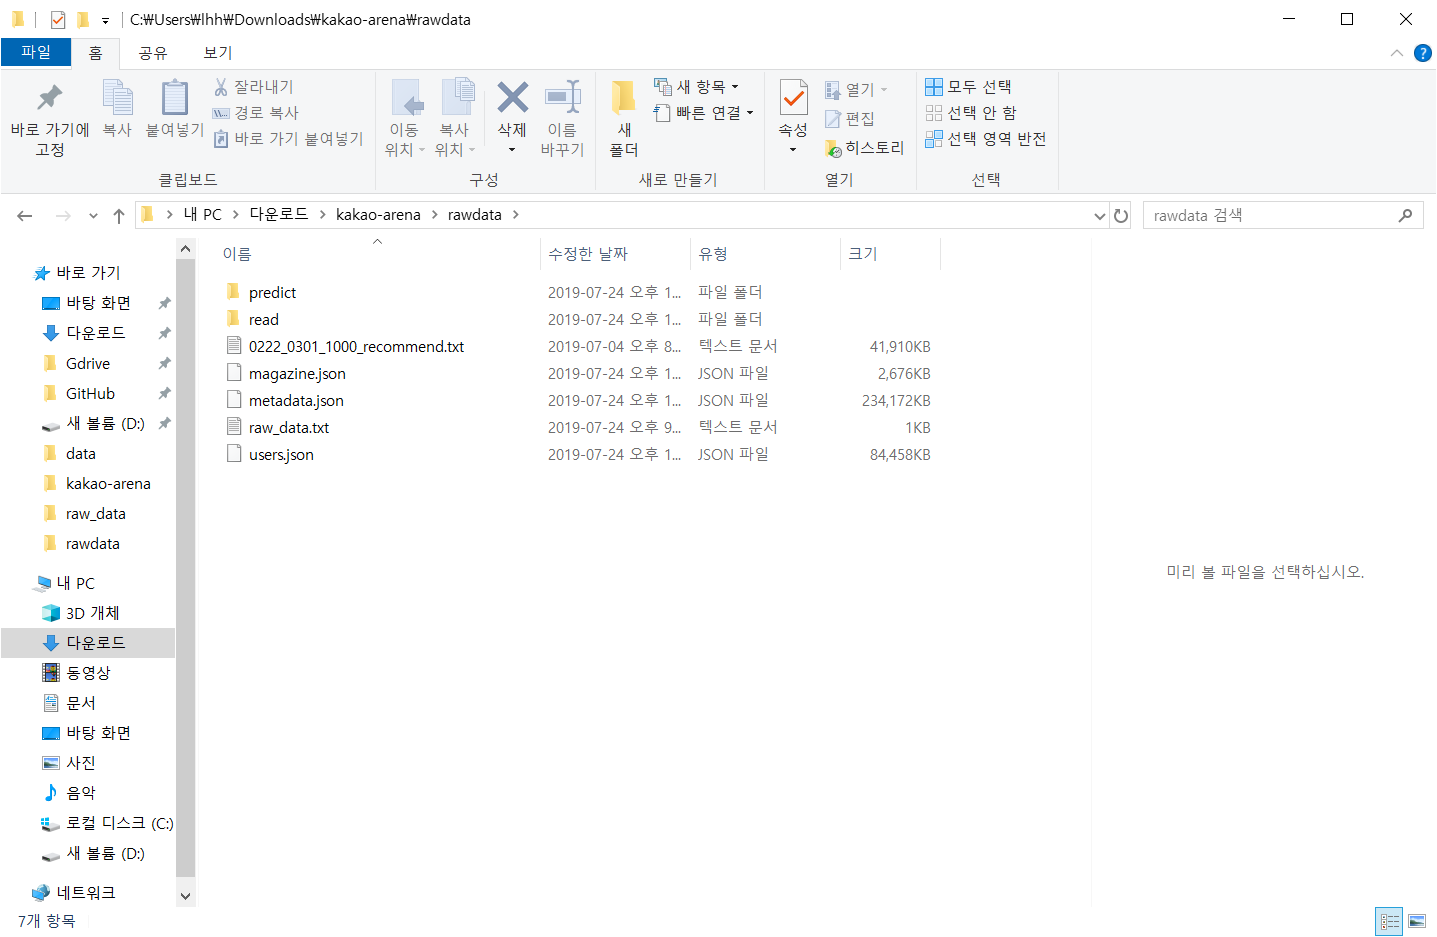 C:₩Users₩lhh₩Downloads₩kakao-arena₩rawdata
파일 홈 공유 보기
바로 가기에 고정
복사
붙여넣기
잘라내기
경로 복사
바로 가기 붙여넣기
클립보드
이동 위치
복사 위치
삭제
이름 바꾸기
구성
새 폴더
새 항목
빠른 연결
새로 만들기
속성
열기
편집
히스토리
열기
모두 선택
선택 안 함
선택 영역 반전
선택
내 PC > 다운로드 > kakao-arena > rawdata >
rawdata 검색
바로 가기
바탕 화면
다운로드
Gdrive
GitHub
새 볼륨 (D:)
data
kakao-arena
raw_data
rawdata
내 PC
3D 개체
다운로드
동영상
문서
바탕 화면
사진
음악
로컬 디스크 (C:)
새 볼륨 (D:)
네트워크
이름 수정한 날짜 유형 크기
predict 2019-07-24 오후 1... 파일 폴더
read 2019-07-24 오후 1... 파일 폴더
0222_0301_1000_recommend.txt 2019-07-04 오후 8... 텍스트 문서 41,910KB
magazine.json 2019-07-24 오후 1... JSON 파일 2,676KB
metadata.json 2019-07-24 오후 1... JSON 파일 234,172KB
raw_data.txt 2019-07-24 오후 9... 텍스트 문서 1KB
users.json 2019-07-24 오후 1... JSON 파일 84,458KB
미리 볼 파일을 선택하십시오.
7개 항목